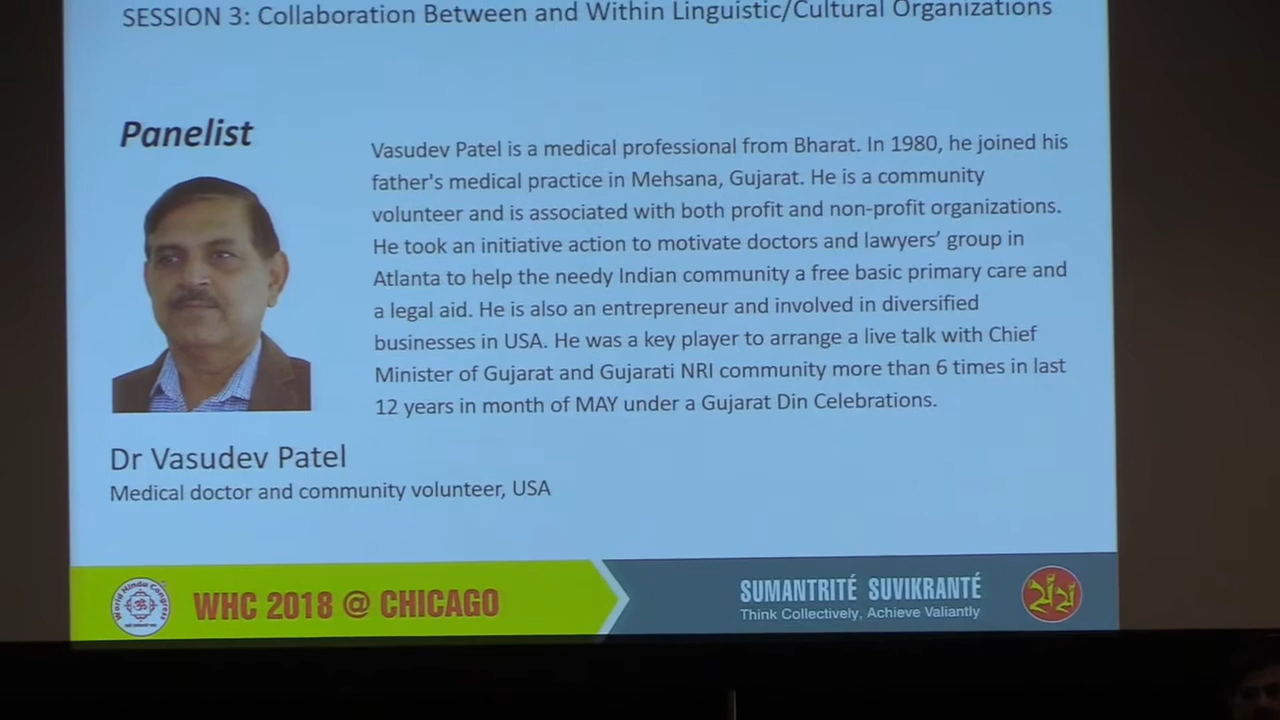 SESSION 3: Collaboration Between and Within Linguistic/Cultural Organizations
Panelist
Vasudev Patel is a medical professional from Bharat. In 1980, he joined his
father's medical practice in Mehsana, Gujarat. He is a community
volunteer and is associated with both profit and non-profit organizations.
He took an initiative action to motivate doctors and lawyers’ group in
Atlanta to help the needy Indian community a free basic primary care and
a legal aid. He is also an entrepreneur and involved in diversified
businesses in USA. He was a key player to arrange a live talk with Chief
Minister of Gujarat and Gujarati NRI community more than 6 times in last
12 years in month of MAY under a Gujarat Din Celebrations.
Dr Vasudev Patel
Medical doctor and community volunteer, USA
World Hindu Congress
WHC 2018 @ CHICAGO
SUMANTRITÉ SUVIKRANTÉ
Think Collectively, Achieve Valiantly